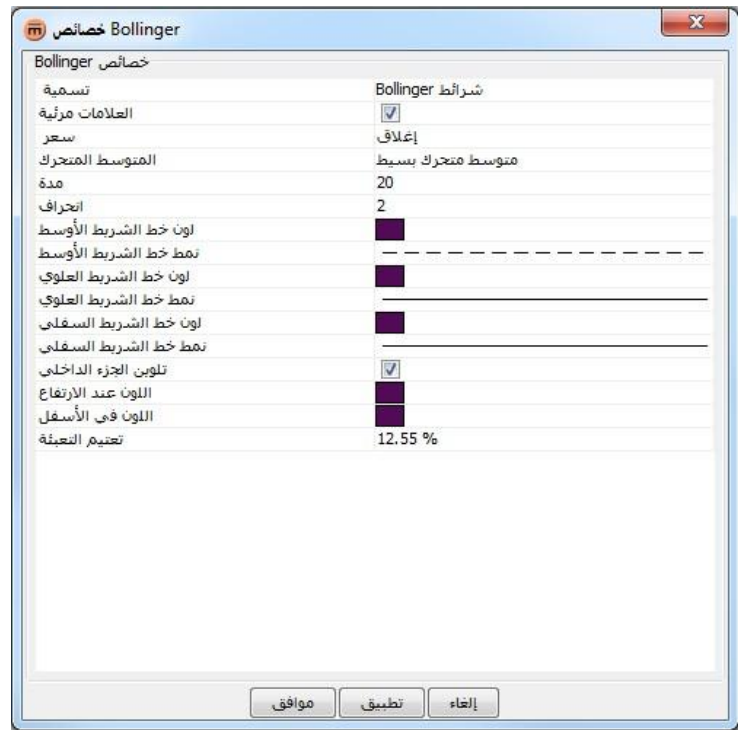 خصائص Bollinger
خصائص Bollinger
تسمية شرائط Bollinger
العلامات مرئية
سعر إغلاق
المتوسط المتحرك متوسط متحرك بسيط
مدة 20
انحراف 2
لون خط الشريط الأوسط
نمط خط الشريط الأوسط
لون خط الشريط العلوي
نمط خط الشريط العلوي
لون خط الشريط السفلي
نمط خط الشريط السفلي
تلوين الجزء الداخلي
اللون عند الارتفاع
اللون في الأسفل
تعتيم التعبئة 12.55 %
موافق تطبيق إلغاء